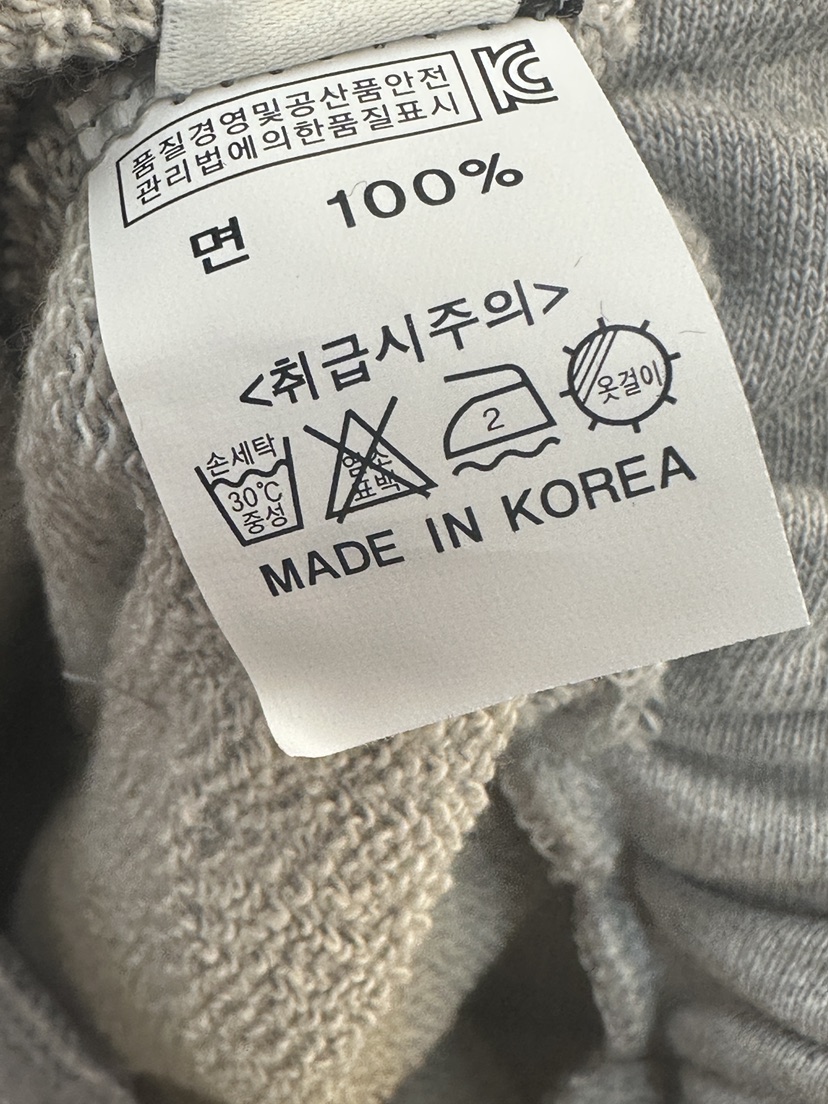 품질경영및공산품안전
관리법에의한품질표시
면 100%
<취급시주의>
손세탁
30℃
중성
염소
표백
2
옷걸이
MADE IN KOREA